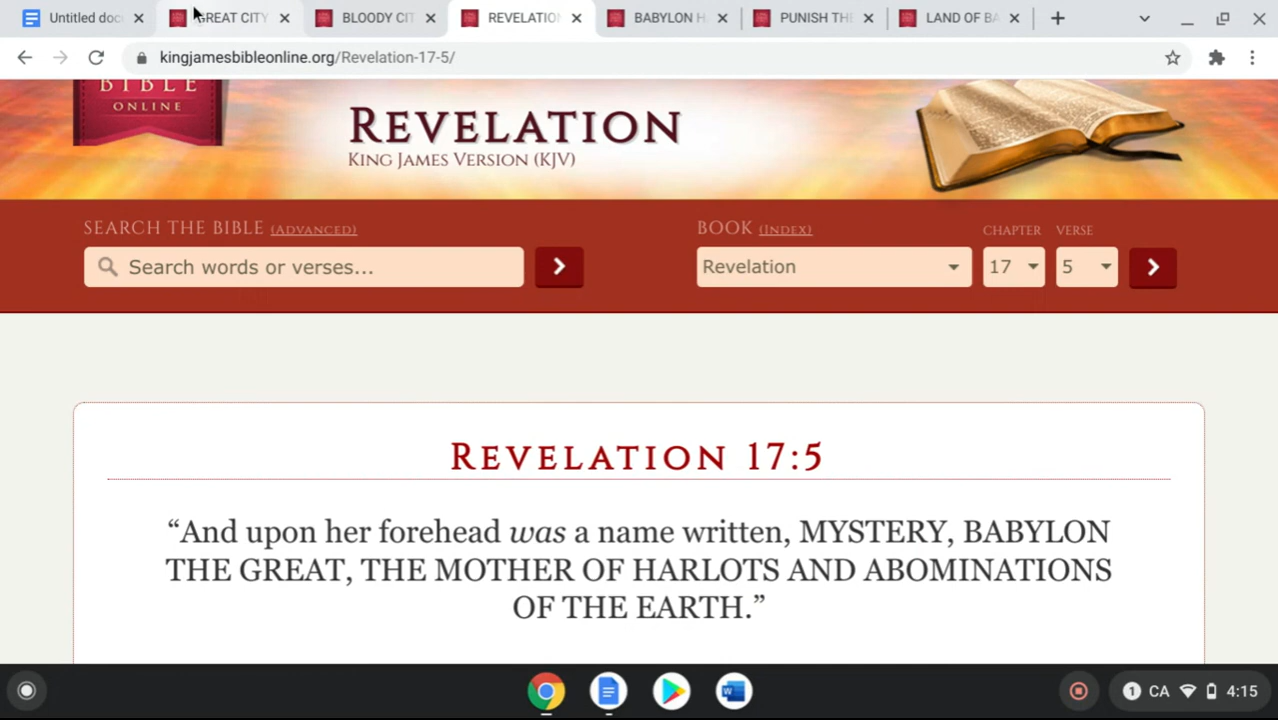 Untitled doc
GREAT CITY
BLOODY CIT
REVELATION
BABYLON H
PUNISH THE
LAND OF BA
kingjamesbibleonline.org/Revelation-17-5/
BIBLE
ONLINE
REVELATION
KING JAMES VERSION (KJV)
SEARCH THE BIBLE (ADVANCED)
BOOK (INDEX)
CHAPTER
VERSE
Search words or verses...
Revelation
17
5
REVELATION 17:5
“And upon her forehead was a name written, MYSTERY, BABYLON
THE GREAT, THE MOTHER OF HARLOTS AND ABOMINATIONS
OF THE EARTH.”
1 CA 4:15